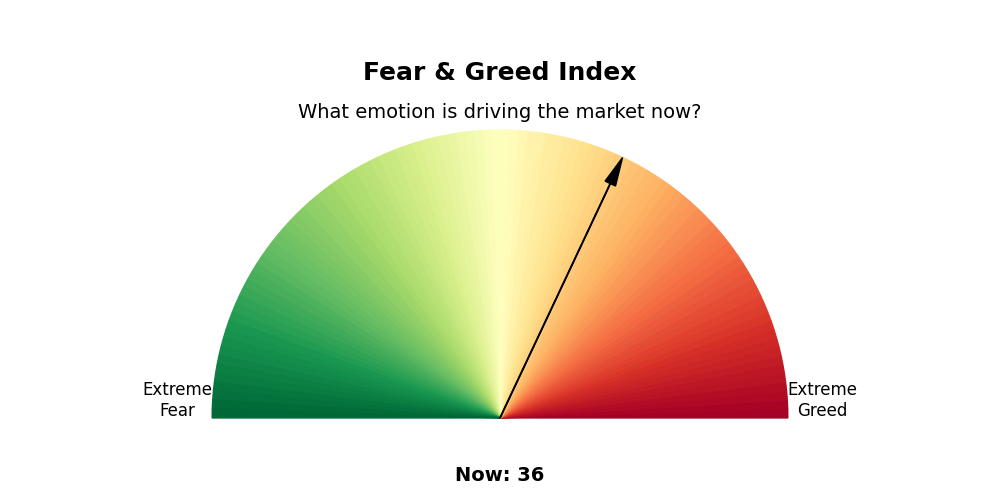 Fear & Greed Index
What emotion is driving the market now?
Extreme
Fear
Extreme
Greed
Now: 36